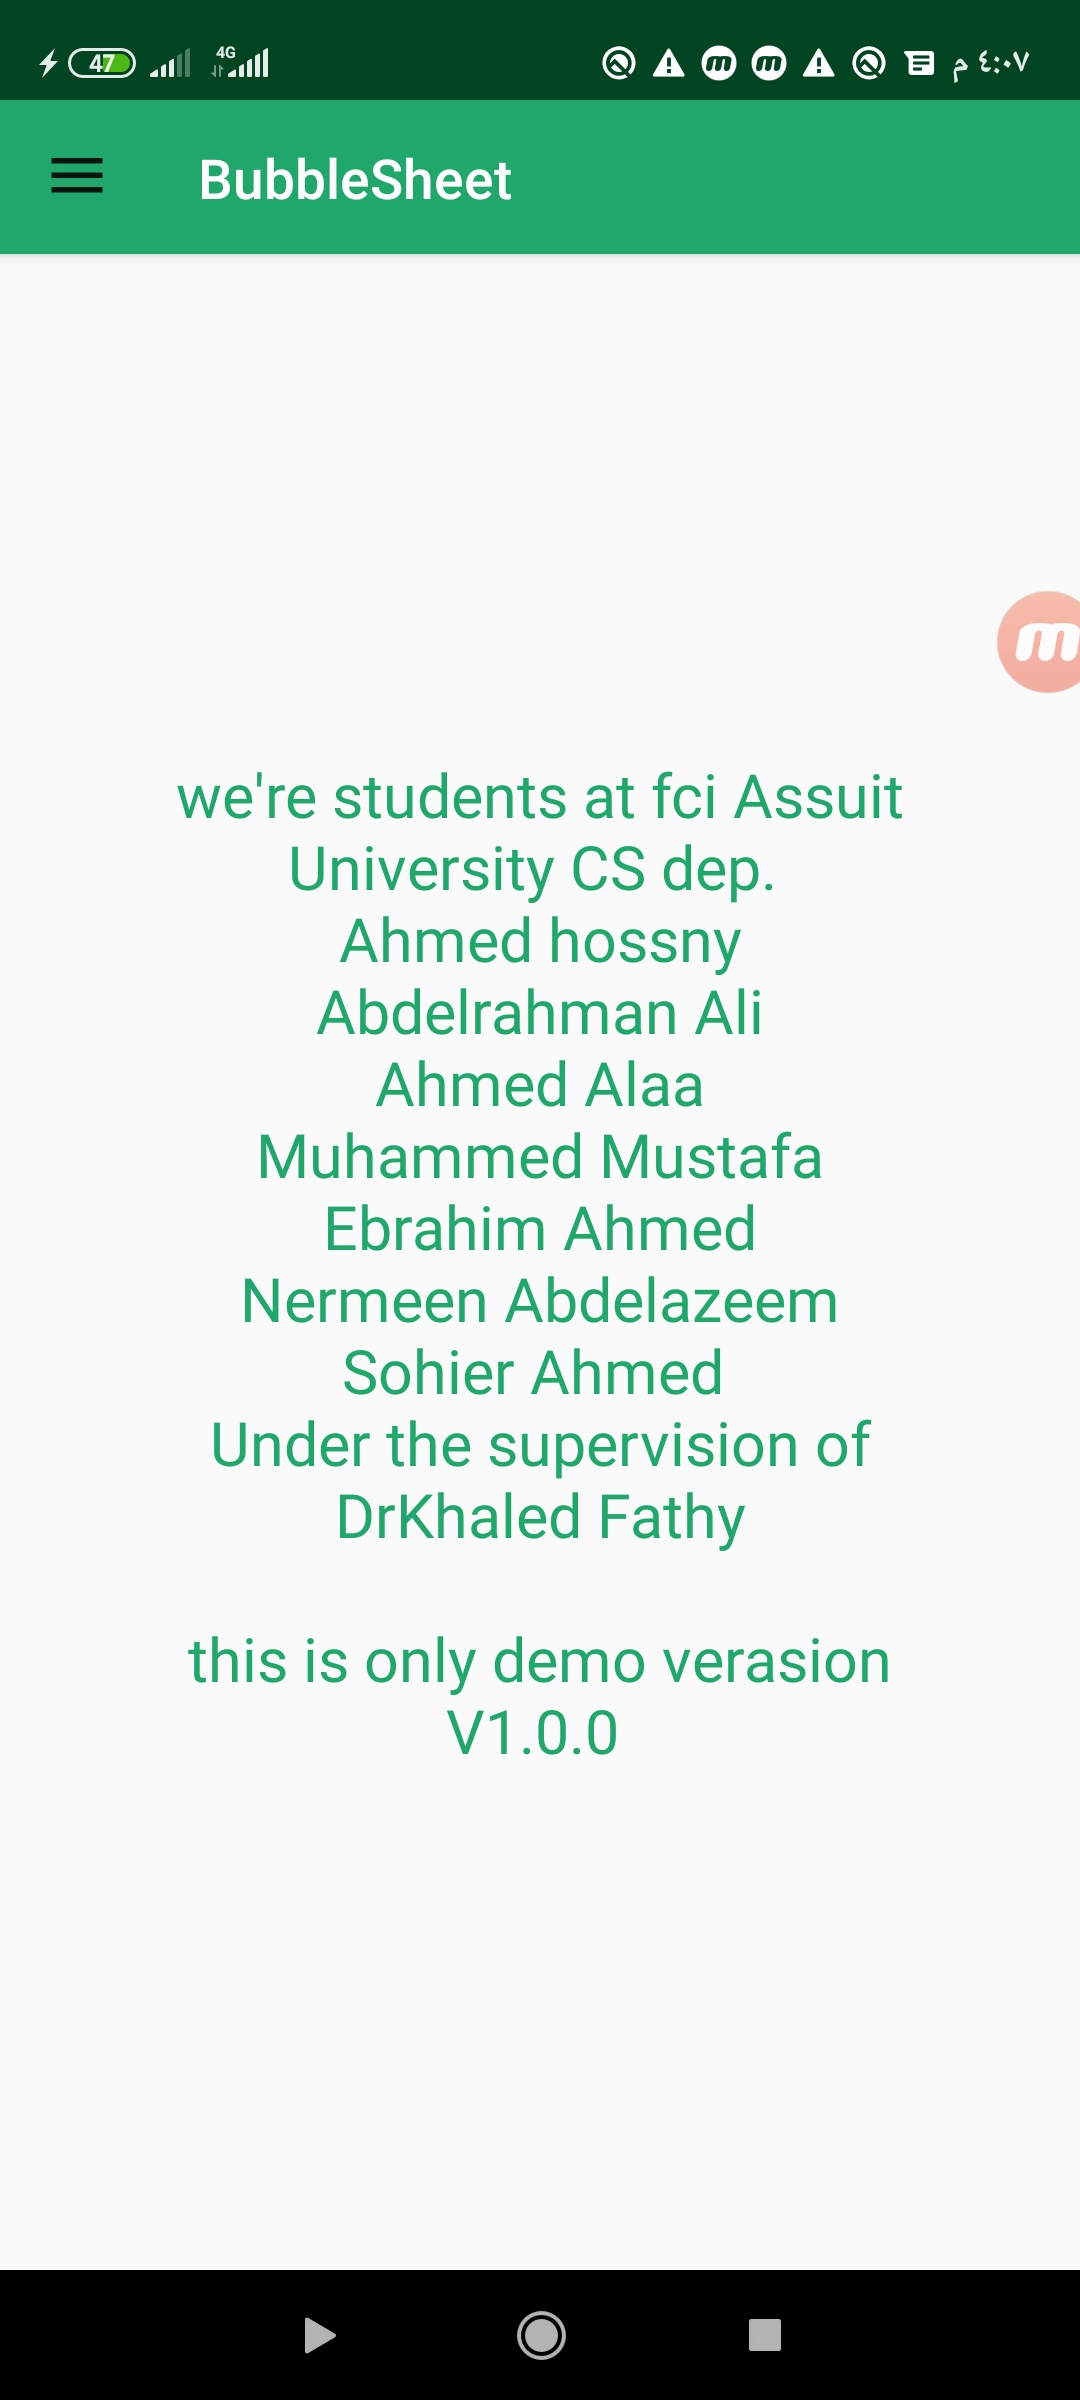 47
4G
م ٤:٠٧
BubbleSheet
m
we're students at fci Assuit
University CS dep.
Ahmed hossny
Abdelrahman Ali
Ahmed Alaa
Muhammed Mustafa
Ebrahim Ahmed
Nermeen Abdelazeem
Sohier Ahmed
Under the supervision of
DrKhaled Fathy
this is only demo verasion
V1.0.0